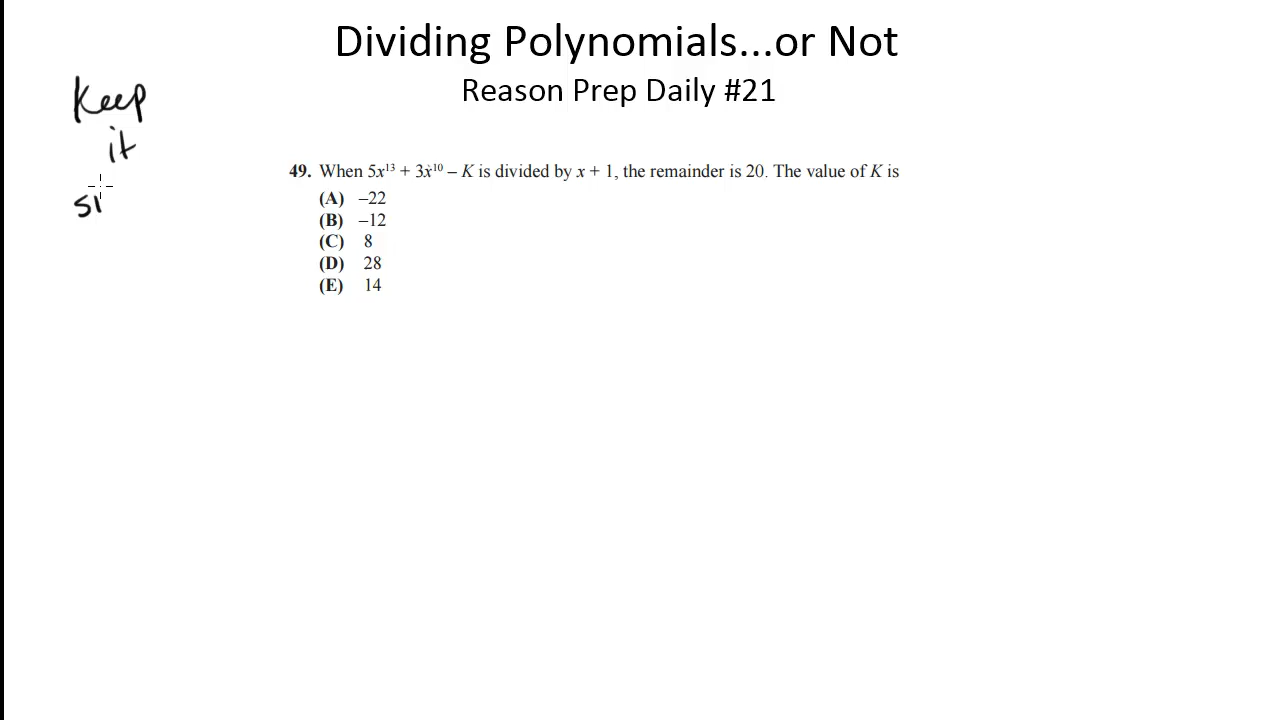 Dividing Polynomials...or Not
Reason Prep Daily #21
Keep
it
49. When 5x¹³ + 3x¹⁰ – K is divided by x + 1, the remainder is 20. The value of K is
(A) –22
(B) –12
(C) 8
(D) 28
(E) 14